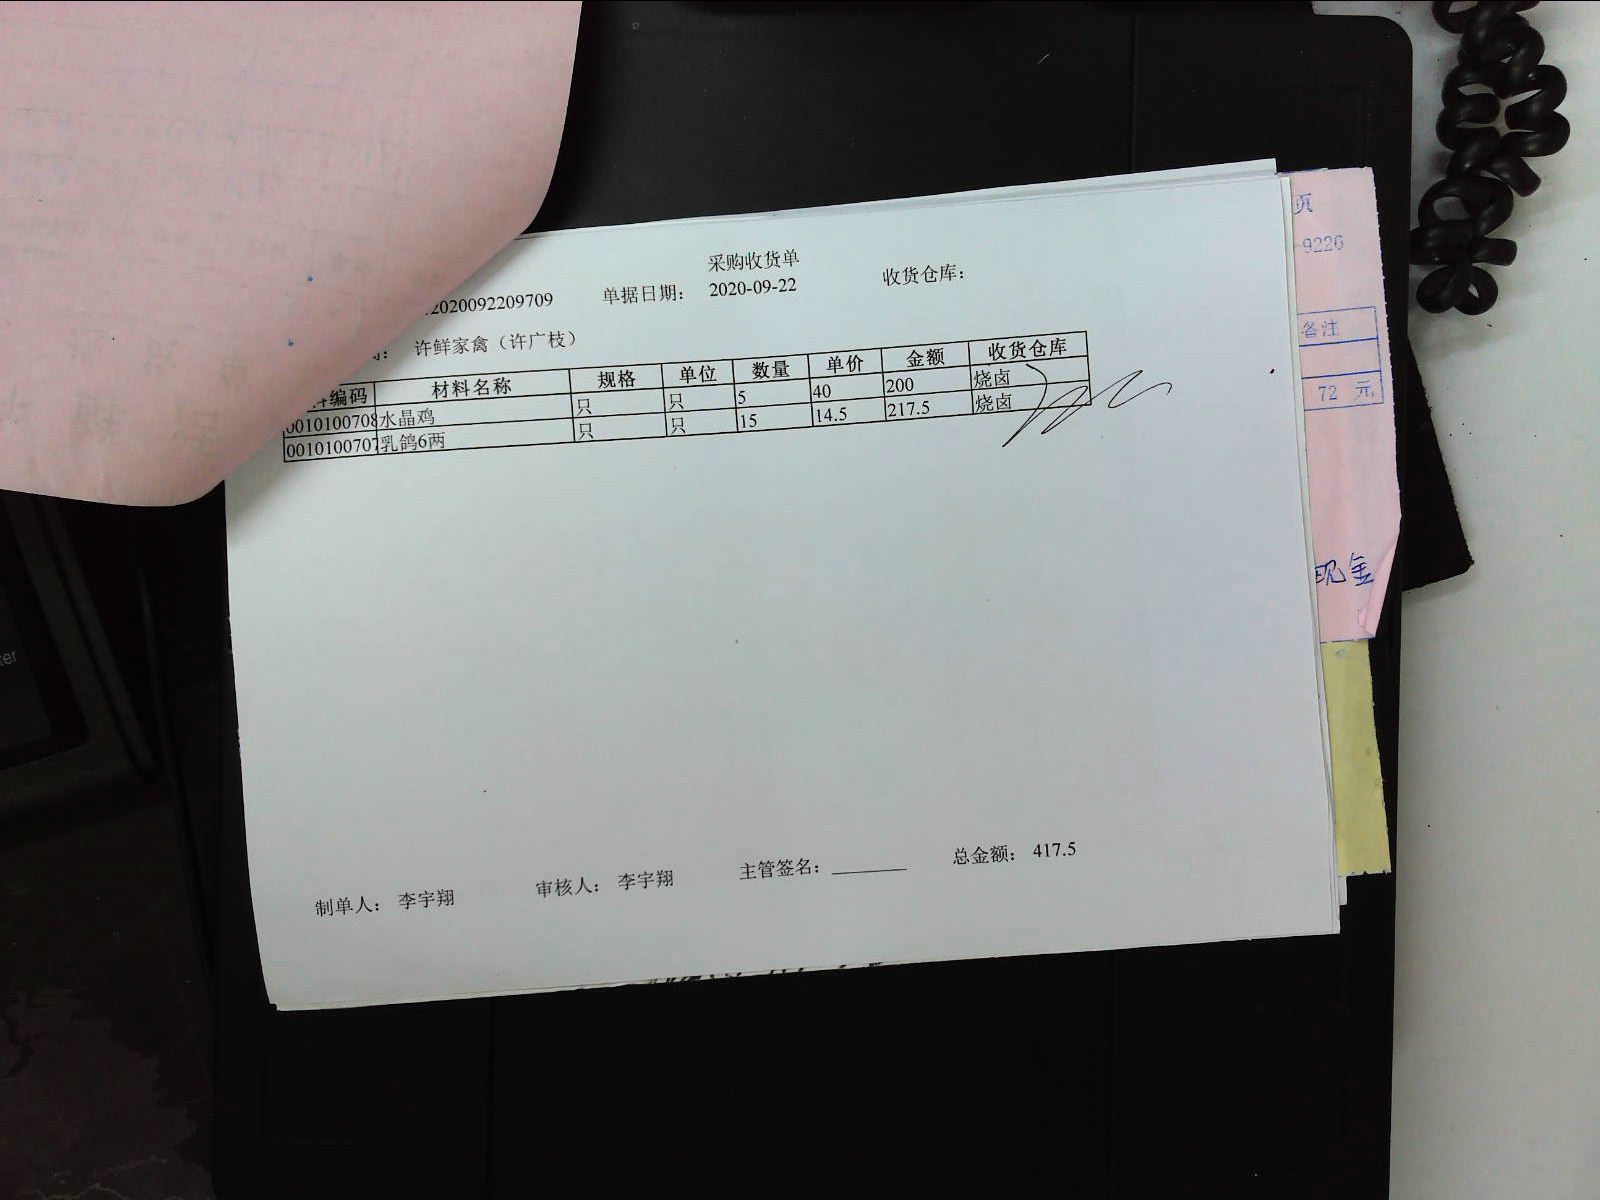 采购收货单
2020092209709 单据日期: 2020-09-22 收货仓库:
许鲜家禽（许广枝）
编码 材料名称 规格 单位 数量 单价 金额 收货仓库
0010100708 水晶鸡 只 只 5 40 200 烧卤
0010100707 乳鸽6两 只 只 15 14.5 217.5 烧卤
制单人: 李宇翔 审核人: 李宇翔 主管签名: 总金额: 417.5
页
-9226
备注
72 元
现金
ter